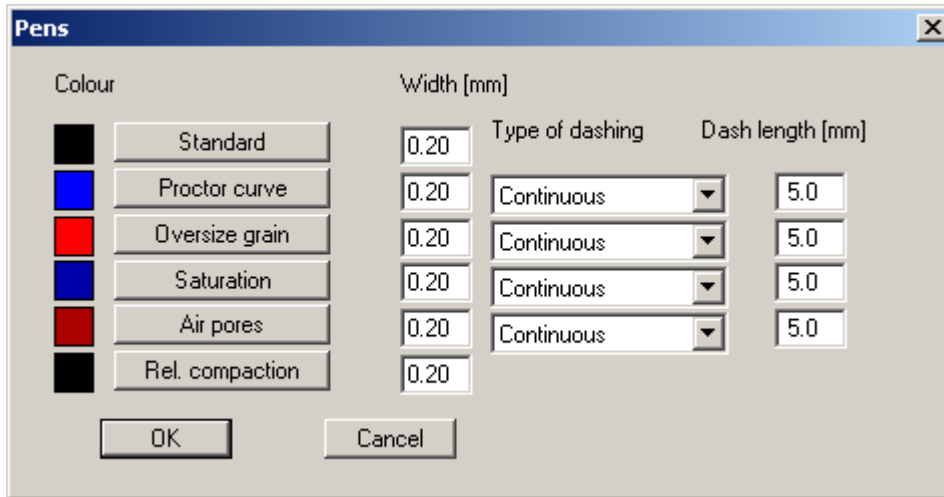 Pens
Colour Width [mm]
Type of dashing Dash length [mm]
Standard 0.20
Proctor curve 0.20 Continuous 5.0
Oversize grain 0.20 Continuous 5.0
Saturation 0.20 Continuous 5.0
Air pores 0.20 Continuous 5.0
Rel. compaction 0.20
OK Cancel